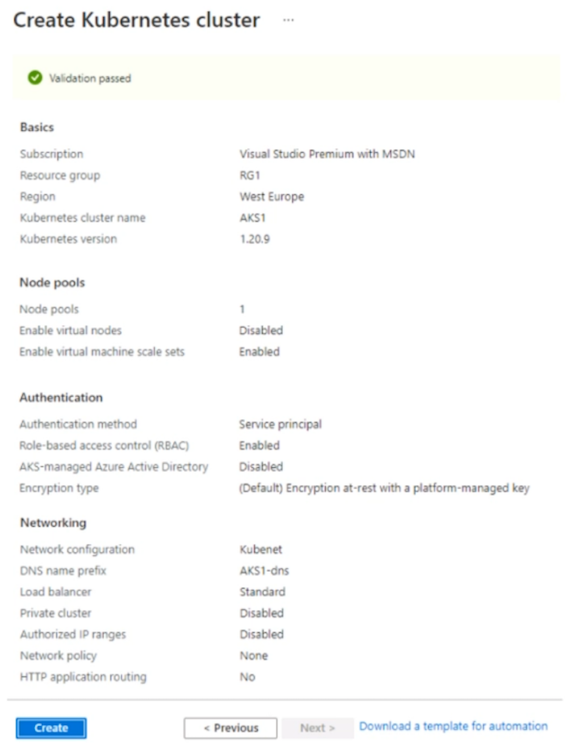 Create Kubernetes cluster ...
Validation passed
Basics
Subscription Visual Studio Premium with MSDN
Resource group RG1
Region West Europe
Kubernetes cluster name AKS1
Kubernetes version 1.20.9
Node pools
Node pools 1
Enable virtual nodes Disabled
Enable virtual machine scale sets Enabled
Authentication
Authentication method Service principal
Role-based access control (RBAC) Enabled
AKS-managed Azure Active Directory Disabled
Encryption type (Default) Encryption at-rest with a platform-managed key
Networking
Network configuration Kubenet
DNS name prefix AKS1-dns
Load balancer Standard
Private cluster Disabled
Authorized IP ranges Disabled
Network policy None
HTTP application routing No
Create < Previous Next > Download a template for automation